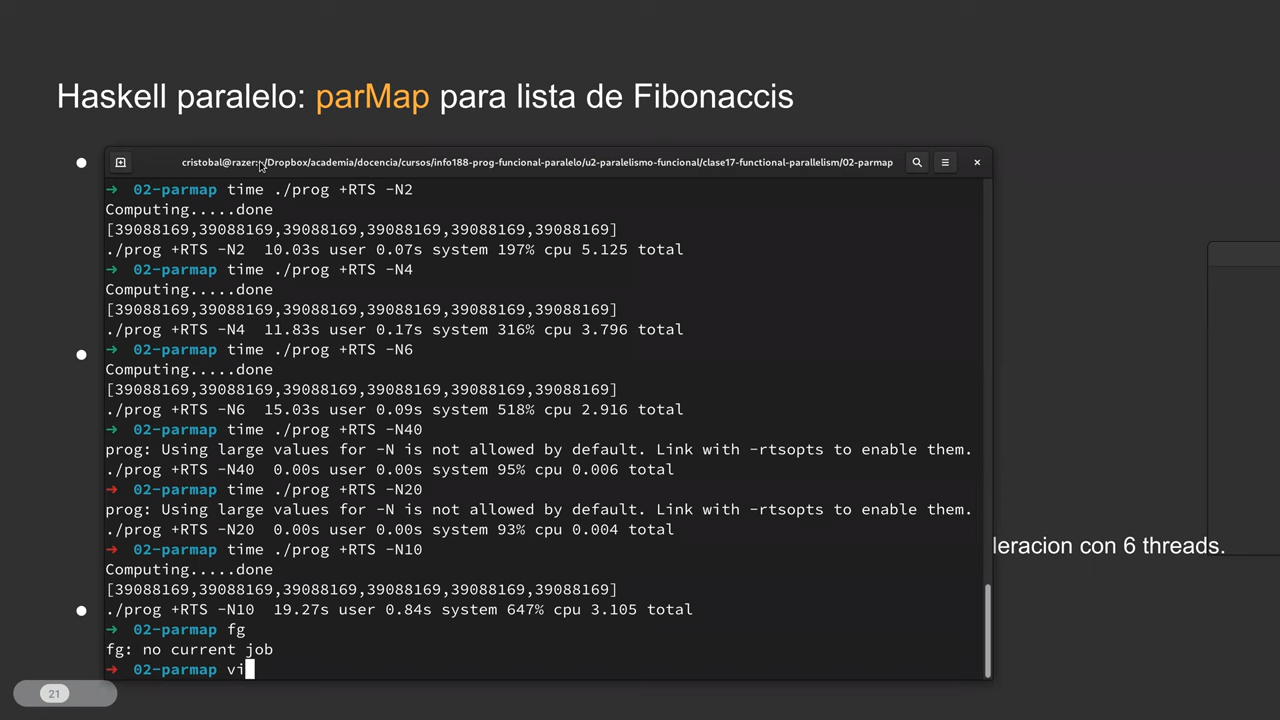 Haskell paralelo: parMap para lista de Fibonaccis
cristobal@razer:~/Dropbox/academia/docencia/cursos/info188-prog-funcional-paralelo/u2-paralelismo-funcional/clase17-functional-parallelism/02-parmap
➜ 02-parmap time ./prog +RTS -N2
Computing.....done
[39088169,39088169,39088169,39088169,39088169,39088169]
./prog +RTS -N2 10.03s user 0.07s system 197% cpu 5.125 total
➜ 02-parmap time ./prog +RTS -N4
Computing.....done
[39088169,39088169,39088169,39088169,39088169,39088169]
./prog +RTS -N4 11.83s user 0.17s system 316% cpu 3.796 total
➜ 02-parmap time ./prog +RTS -N6
Computing.....done
[39088169,39088169,39088169,39088169,39088169,39088169]
./prog +RTS -N6 15.03s user 0.09s system 518% cpu 2.916 total
➜ 02-parmap time ./prog +RTS -N40
prog: Using large values for -N is not allowed by default. Link with -rtsopts to enable them.
./prog +RTS -N40 0.00s user 0.00s system 95% cpu 0.006 total
➜ 02-parmap time ./prog +RTS -N20
prog: Using large values for -N is not allowed by default. Link with -rtsopts to enable them.
./prog +RTS -N20 0.00s user 0.00s system 93% cpu 0.004 total
➜ 02-parmap time ./prog +RTS -N10
leracion con 6 threads.
Computing.....done
[39088169,39088169,39088169,39088169,39088169,39088169]
./prog +RTS -N10 19.27s user 0.84s system 647% cpu 3.105 total
➜ 02-parmap fg
fg: no current job
➜ 02-parmap vi
21